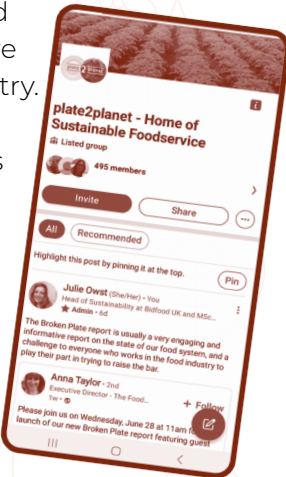 d
re
try.
s
plate2planet - Home of
Sustainable Foodservice
Listed group
495 members
Invite
Share
All
Recommended
Highlight this post by pinning it at the top.
Pin
Julie Owst (She/Her) • You
Head of Sustainability at Bidfood UK and MSc...
Admin • 6d
The Broken Plate report is usually a very engaging and
informative report on the state of our food system, and a
challenge to everyone who works in the food industry to
play their part in trying to raise the bar.
Anna Taylor • 2nd
Executive Director - The Food...
1w •
+ Follow
Please join us on Wednesday, June 28 at 11am fo
launch of our new Broken Plate report featuring guest